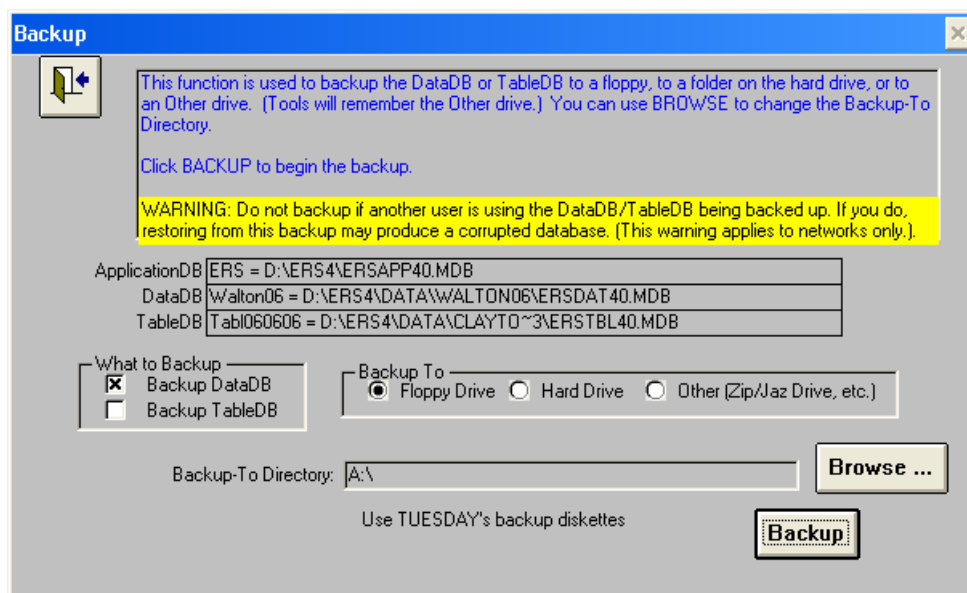 Backup
This function is used to backup the DataDB or TableDB to a floppy, to a folder on the hard drive, or to
an Other drive. (Tools will remember the Other drive.) You can use BROWSE to change the Backup-To
Directory.
Click BACKUP to begin the backup.
WARNING: Do not backup if another user is using the DataDB/TableDB being backed up. If you do,
restoring from this backup may produce a corrupted database. (This warning applies to networks only.).
ApplicationDB ERS = D:\ERS4\ERSAPP40.MDB
DataDB Walton06 = D:\ERS4\DATA\WALTON06\ERSDAT40.MDB
TableDB Tabl060606 = D:\ERS4\DATA\CLAYTO~3\ERSTBL40.MDB
What to Backup
Backup DataDB
Backup TableDB
Backup To
Floppy Drive Hard Drive Other (Zip/Jaz Drive, etc.)
Backup-To Directory: A:\
Browse ...
Use TUESDAY's backup diskettes
Backup